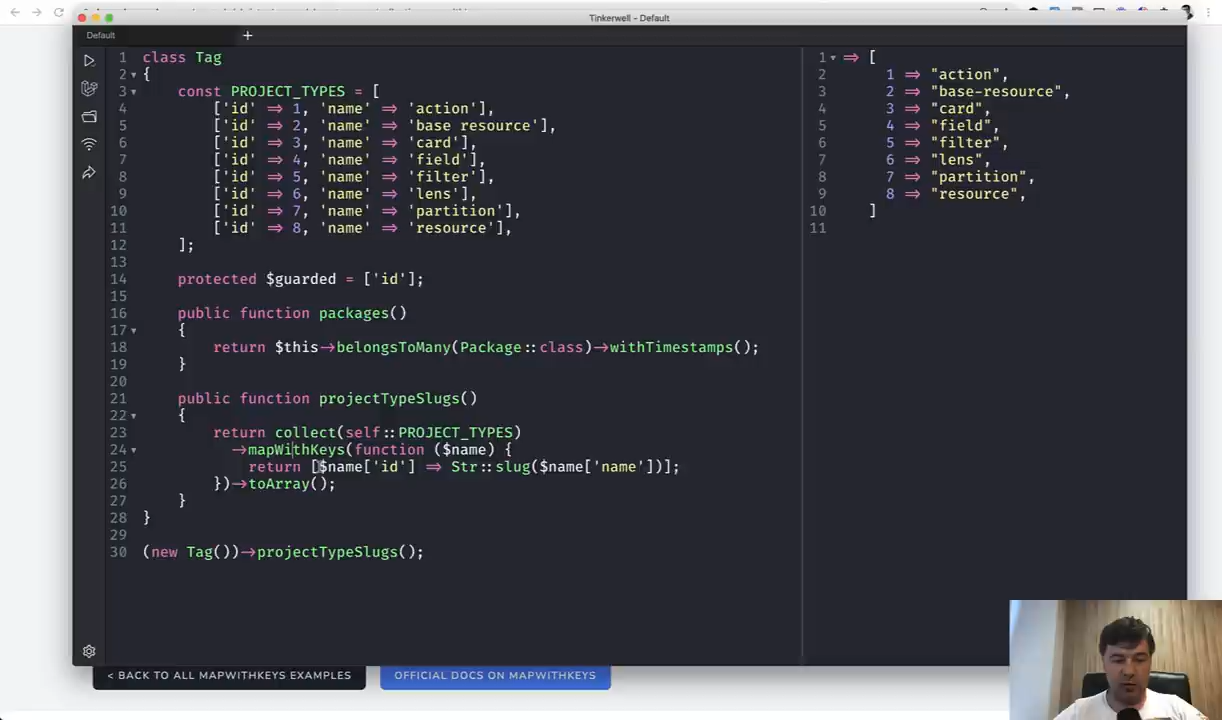 Tinkerwell - Default
Default
+
1 class Tag
2 {
3 const PROJECT_TYPES = [
4 ['id' => 1, 'name' => 'action'],
5 ['id' => 2, 'name' => 'base resource'],
6 ['id' => 3, 'name' => 'card'],
7 ['id' => 4, 'name' => 'field'],
8 ['id' => 5, 'name' => 'filter'],
9 ['id' => 6, 'name' => 'lens'],
10 ['id' => 7, 'name' => 'partition'],
11 ['id' => 8, 'name' => 'resource'],
12 ];
13
14 protected $guarded = ['id'];
15
16 public function packages()
17 {
18 return $this->belongsToMany(Package::class)->withTimestamps();
19 }
20
21 public function projectTypeSlugs()
22 {
23 return collect(self::PROJECT_TYPES)
24 ->mapWithKeys(function ($name) {
25 return [$name['id'] => Str::slug($name['name'])];
26 })->toArray();
27 }
28 }
29
30 (new Tag())->projectTypeSlugs();
1 => [
2 1 => "action",
3 2 => "base-resource",
4 3 => "card",
5 4 => "field",
6 5 => "filter",
7 6 => "lens",
8 7 => "partition",
9 8 => "resource",
10 ]
11
< BACK TO ALL MAPWITHKEYS EXAMPLES
OFFICIAL DOCS ON MAPWITHKEYS